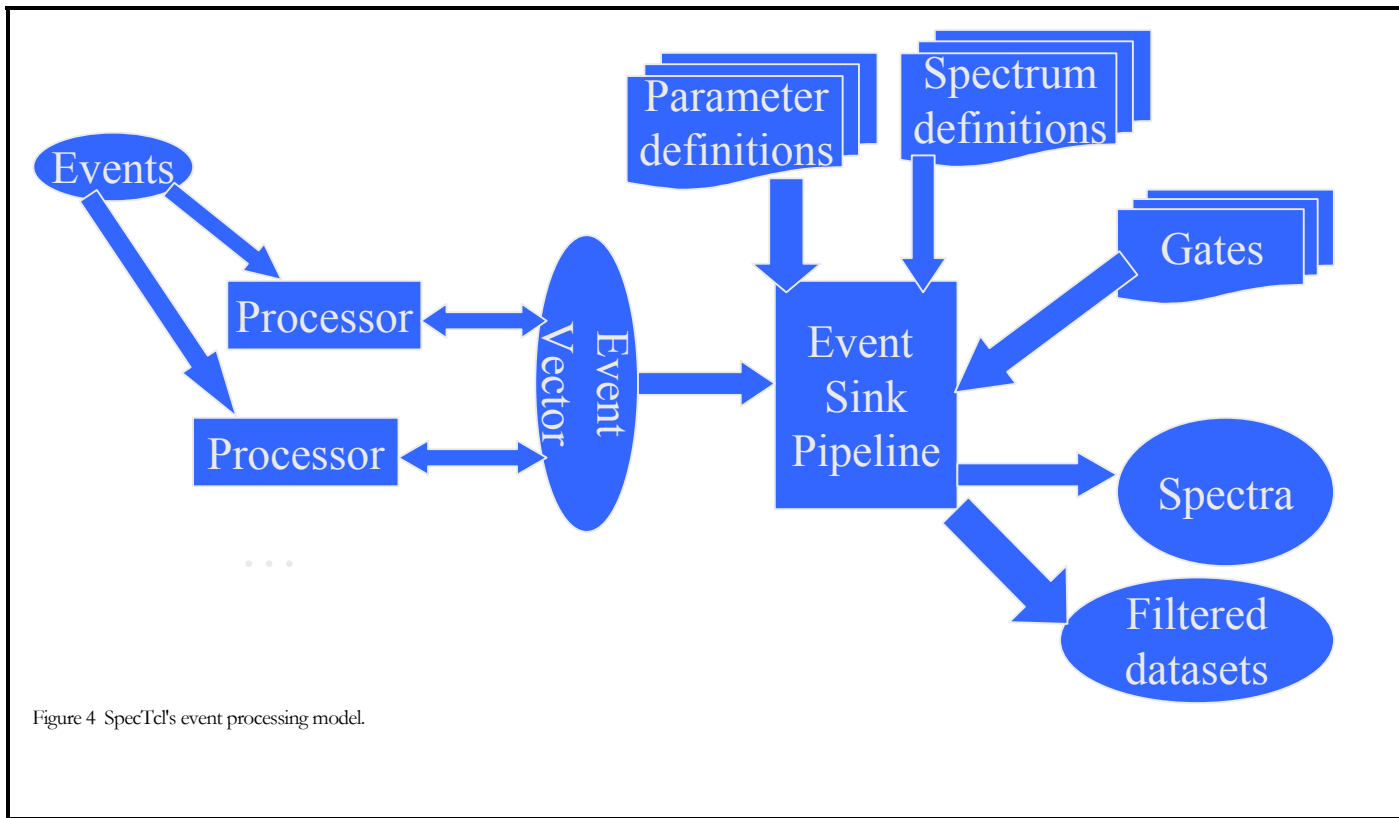 Parameter
definitions
Spectrum
definitions
Events
Gates
Processor
Event
Vector
Event
Sink
Pipeline
Processor
Spectra
. . .
Filtered
datasets
Figure 4 SpecTcl's event processing model.